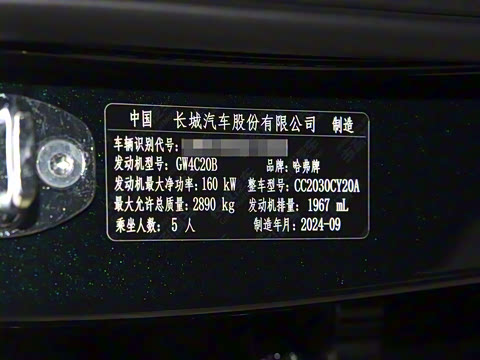 中国 长城汽车股份有限公司 制造
车辆识别代号:
发动机型号: GW4C20B 品牌: 哈弗牌
发动机最大净功率: 160 kW 整车型号: CC2030CY20A
最大允许总质量: 2890 kg 发动机排量: 1967 mL
乘坐人数: 5 人 制造年月: 2024-09